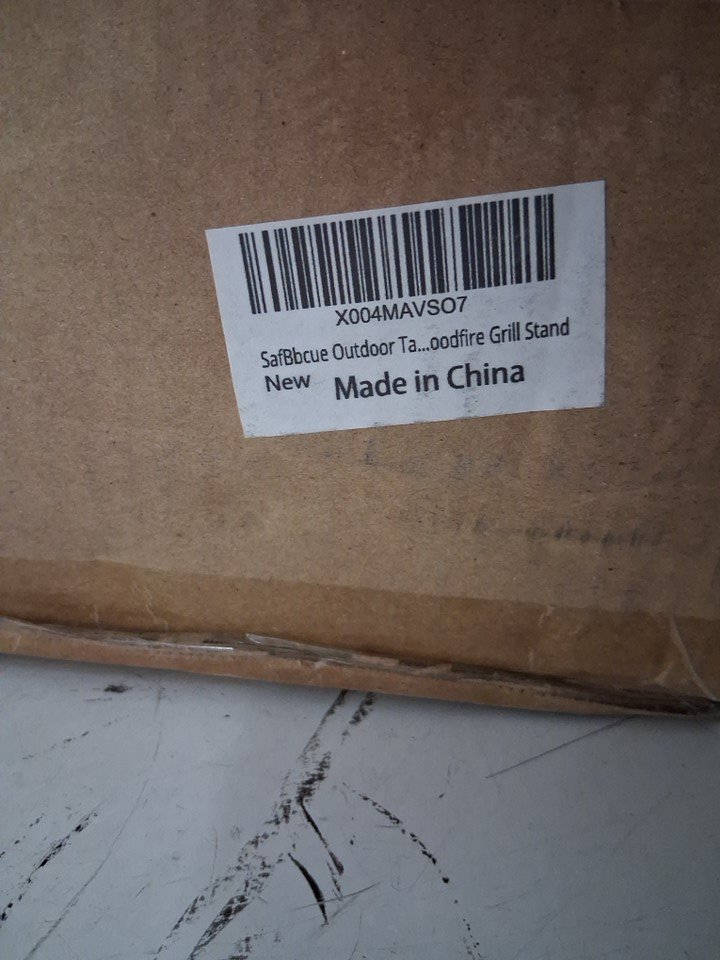 X004MAVSO7
SafBbcue Outdoor Ta...oodfire Grill Stand
New Made in China